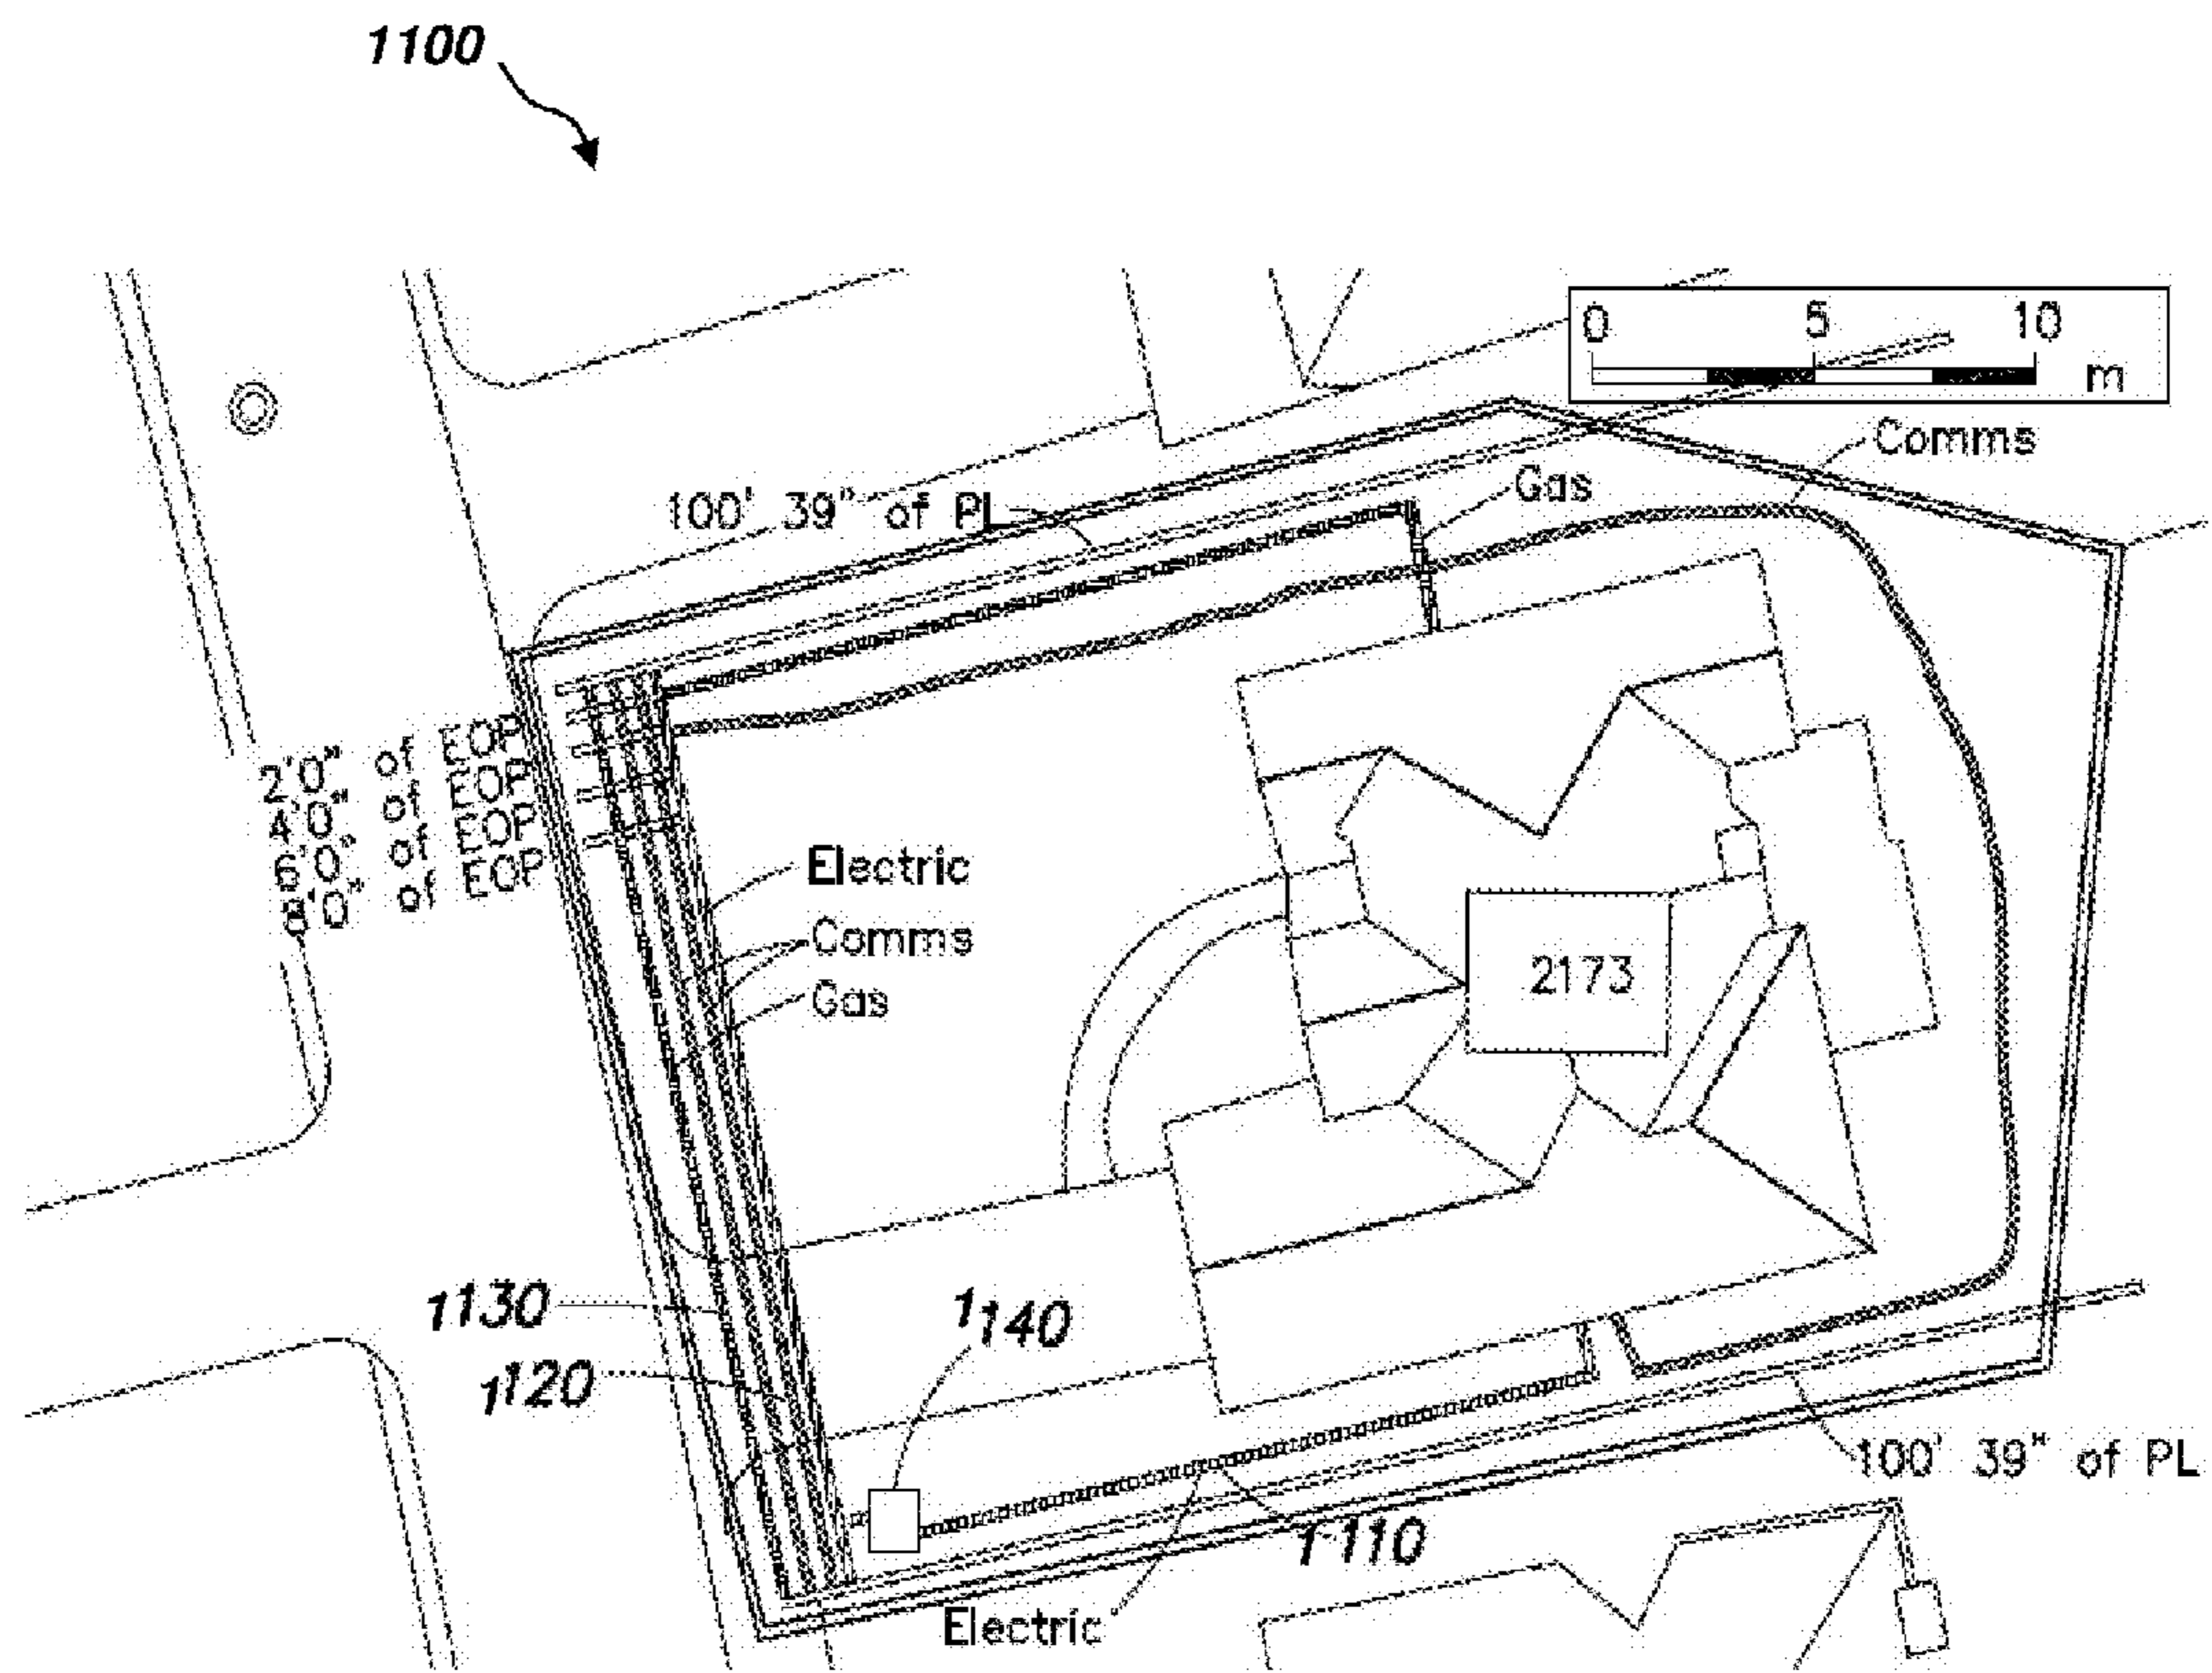 1100
0 5 10
m
Comms
Gas
100' 39" of PL
2'0" of EOP
4'0" of EOP
6'0" of EOP
8'0" of EOP
Electric
Comms
Gas
2173
1130
1140
1120
100' 39" of PL
1110
Electric